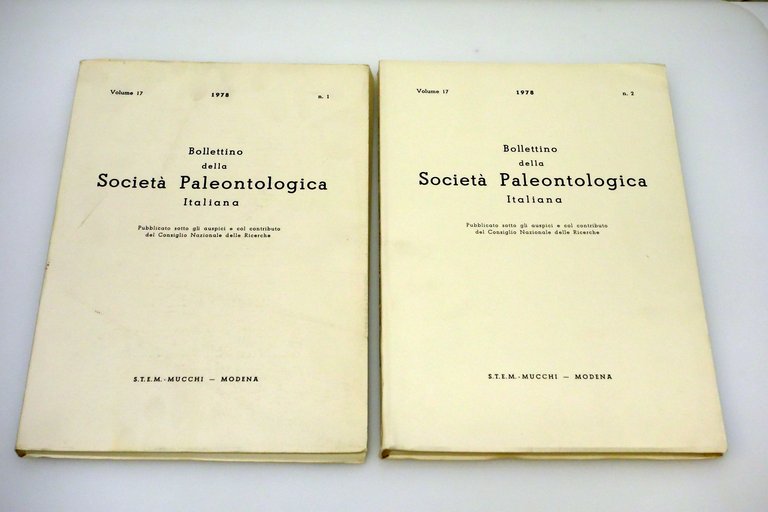 Volume 17 1978 n. 1
Bollettino
della
Società Paleontologica
Italiana
Pubblicato sotto gli auspici e col contributo
del Consiglio Nazionale delle Ricerche
S.T.E.M.-MUCCHI — MODENA
Volume 17 1978 n. 2
Bollettino
della
Società Paleontologica
Italiana
Pubblicato sotto gli auspici e col contributo
del Consiglio Nazionale delle Ricerche
S.T.E.M.-MUCCHI — MODENA